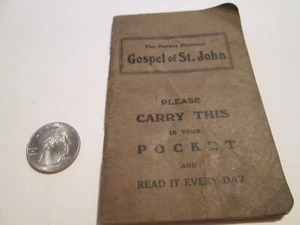 The Pocket Pictorial
Gospel of St. John
PLEASE
CARRY THIS
IN YOUR
POCKET
AND
READ IT EVERY DAY